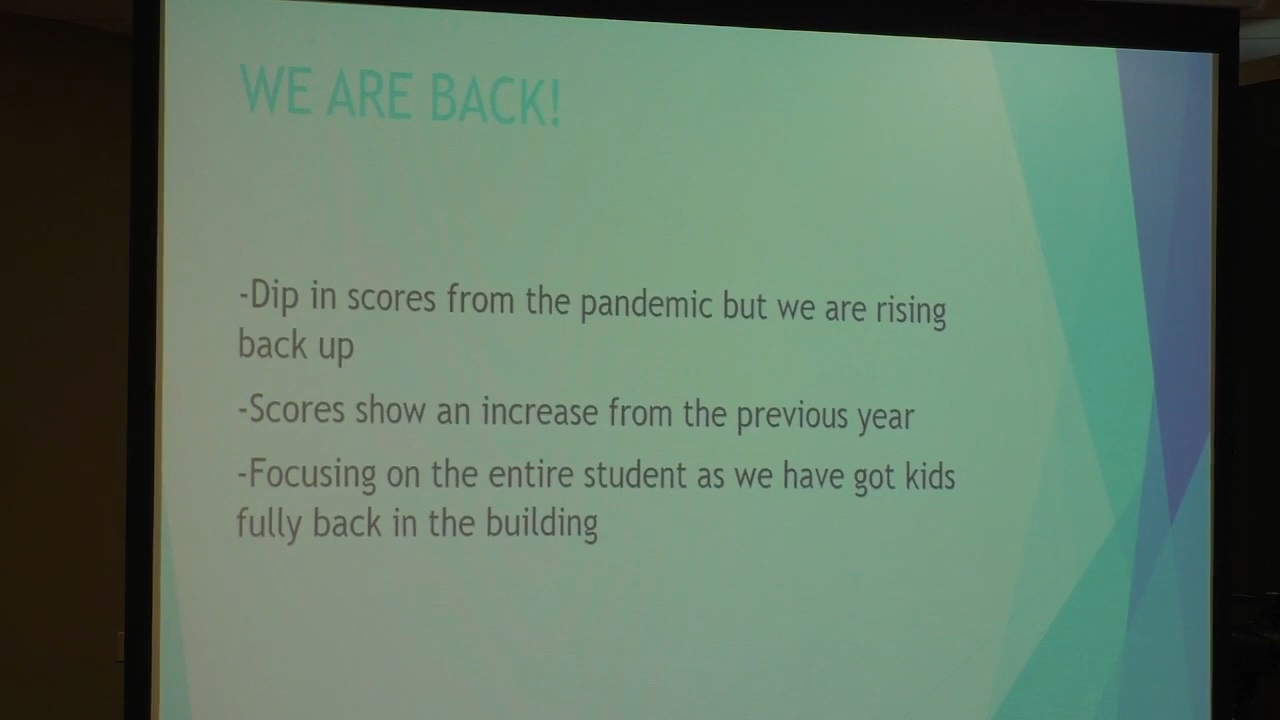 WE ARE BACK!
-Dip in scores from the pandemic but we are rising
back up
-Scores show an increase from the previous year
-Focusing on the entire student as we have got kids
fully back in the building